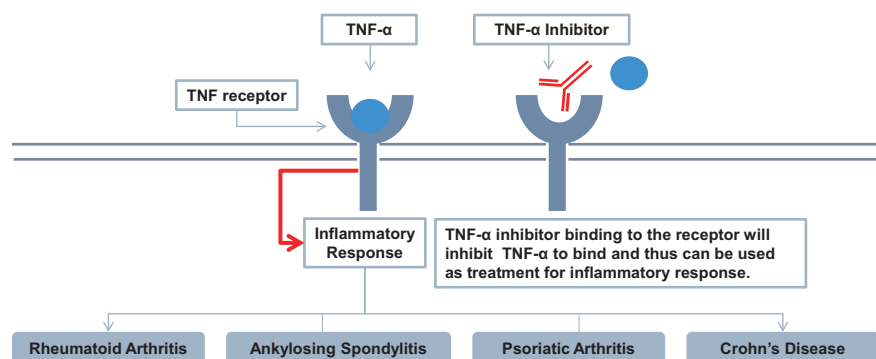 TNF-α
TNF-α Inhibitor
TNF receptor
Inflammatory
Response
TNF-α inhibitor binding to the receptor will
inhibit TNF-α to bind and thus can be used
as treatment for inflammatory response.
Rheumatoid Arthritis
Ankylosing Spondylitis
Psoriatic Arthritis
Crohn's Disease